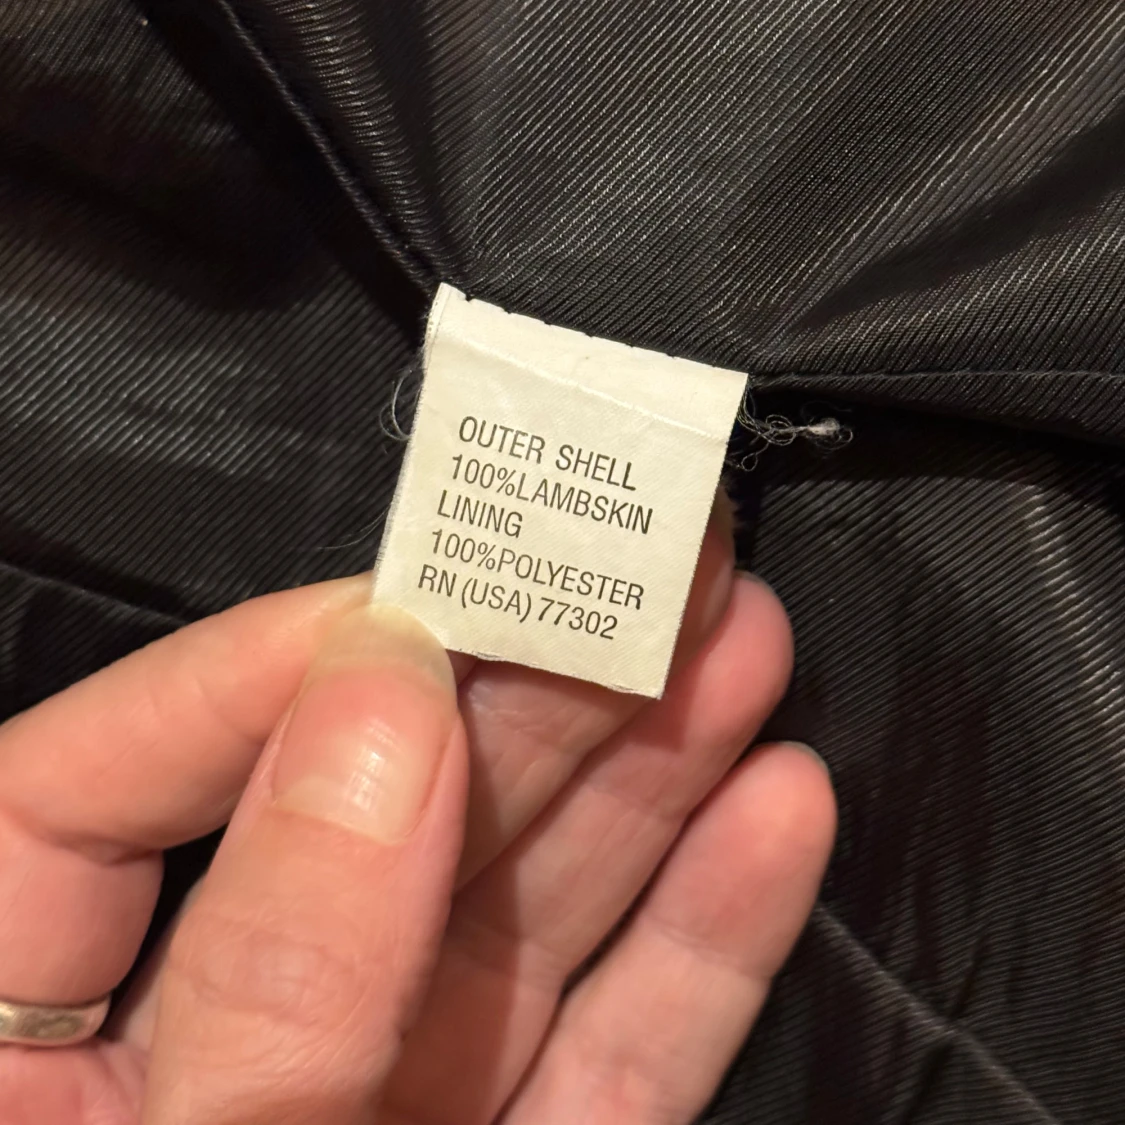 OUTER SHELL
100%LAMBSKIN
LINING
100%POLYESTER
RN (USA) 77302